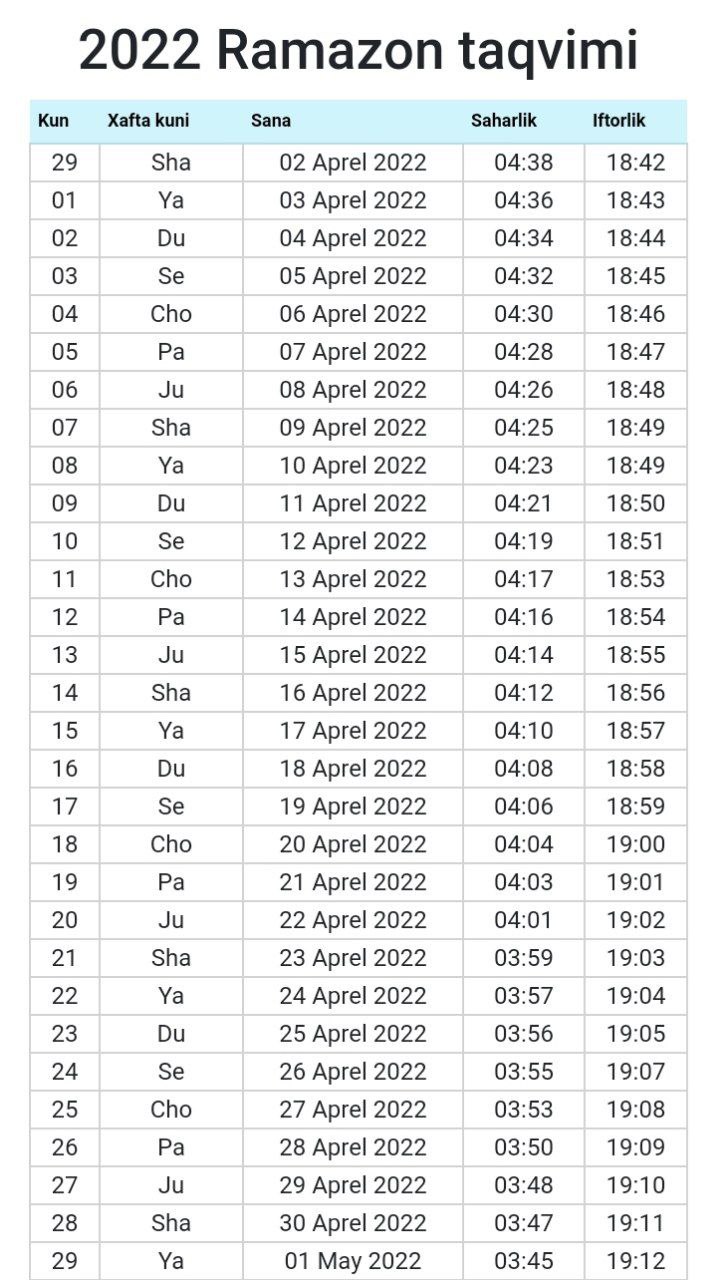 2022 Ramazon taqvimi
Kun Xafta kuni Sana Saharlik Iftorlik
29 Sha 02 Aprel 2022 04:38 18:42
01 Ya 03 Aprel 2022 04:36 18:43
02 Du 04 Aprel 2022 04:34 18:44
03 Se 05 Aprel 2022 04:32 18:45
04 Cho 06 Aprel 2022 04:30 18:46
05 Pa 07 Aprel 2022 04:28 18:47
06 Ju 08 Aprel 2022 04:26 18:48
07 Sha 09 Aprel 2022 04:25 18:49
08 Ya 10 Aprel 2022 04:23 18:49
09 Du 11 Aprel 2022 04:21 18:50
10 Se 12 Aprel 2022 04:19 18:51
11 Cho 13 Aprel 2022 04:17 18:53
12 Pa 14 Aprel 2022 04:16 18:54
13 Ju 15 Aprel 2022 04:14 18:55
14 Sha 16 Aprel 2022 04:12 18:56
15 Ya 17 Aprel 2022 04:10 18:57
16 Du 18 Aprel 2022 04:08 18:58
17 Se 19 Aprel 2022 04:06 18:59
18 Cho 20 Aprel 2022 04:04 19:00
19 Pa 21 Aprel 2022 04:03 19:01
20 Ju 22 Aprel 2022 04:01 19:02
21 Sha 23 Aprel 2022 03:59 19:03
22 Ya 24 Aprel 2022 03:57 19:04
23 Du 25 Aprel 2022 03:56 19:05
24 Se 26 Aprel 2022 03:55 19:07
25 Cho 27 Aprel 2022 03:53 19:08
26 Pa 28 Aprel 2022 03:50 19:09
27 Ju 29 Aprel 2022 03:48 19:10
28 Sha 30 Aprel 2022 03:47 19:11
29 Ya 01 May 2022 03:45 19:12